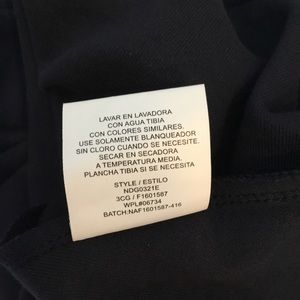 LAVAR EN LAVADORA
CON AGUA TIBIA
CON COLORES SIMILARES.
USE SOLAMENTE BLANQUEADOR
SIN CLORO CUANDO SE NECESITE.
SECAR EN SECADORA
A TEMPERATURA MEDIA.
PLANCHA TIBIA SI SE NECESITA
STYLE / ESTILO
NDG0321E
3CG / F1601587
WPL#06734
BATCH:NAF1601587-416